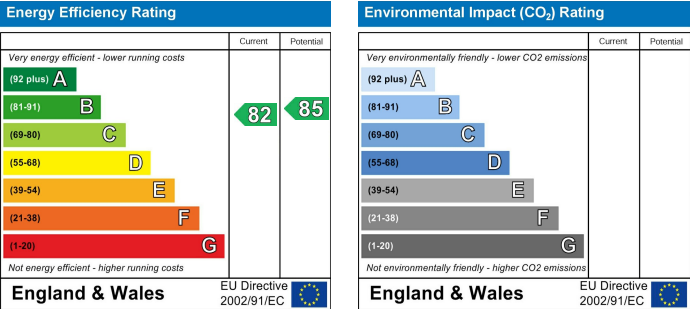 Energy Efficiency Rating
Current Potential
Very energy efficient - lower running costs
(92 plus) A
(81-91) B
(69-80) C
(55-68) D
(39-54) E
(21-38) F
(1-20) G
82 85
Not energy efficient - higher running costs
England & Wales
EU Directive
2002/91/EC
Environmental Impact (CO₂) Rating
Current Potential
Very environmentally friendly - lower CO2 emissions
(92 plus) A
(81-91) B
(69-80) C
(55-68) D
(39-54) E
(21-38) F
(1-20) G
Not environmentally friendly - higher CO2 emissions
England & Wales
EU Directive
2002/91/EC